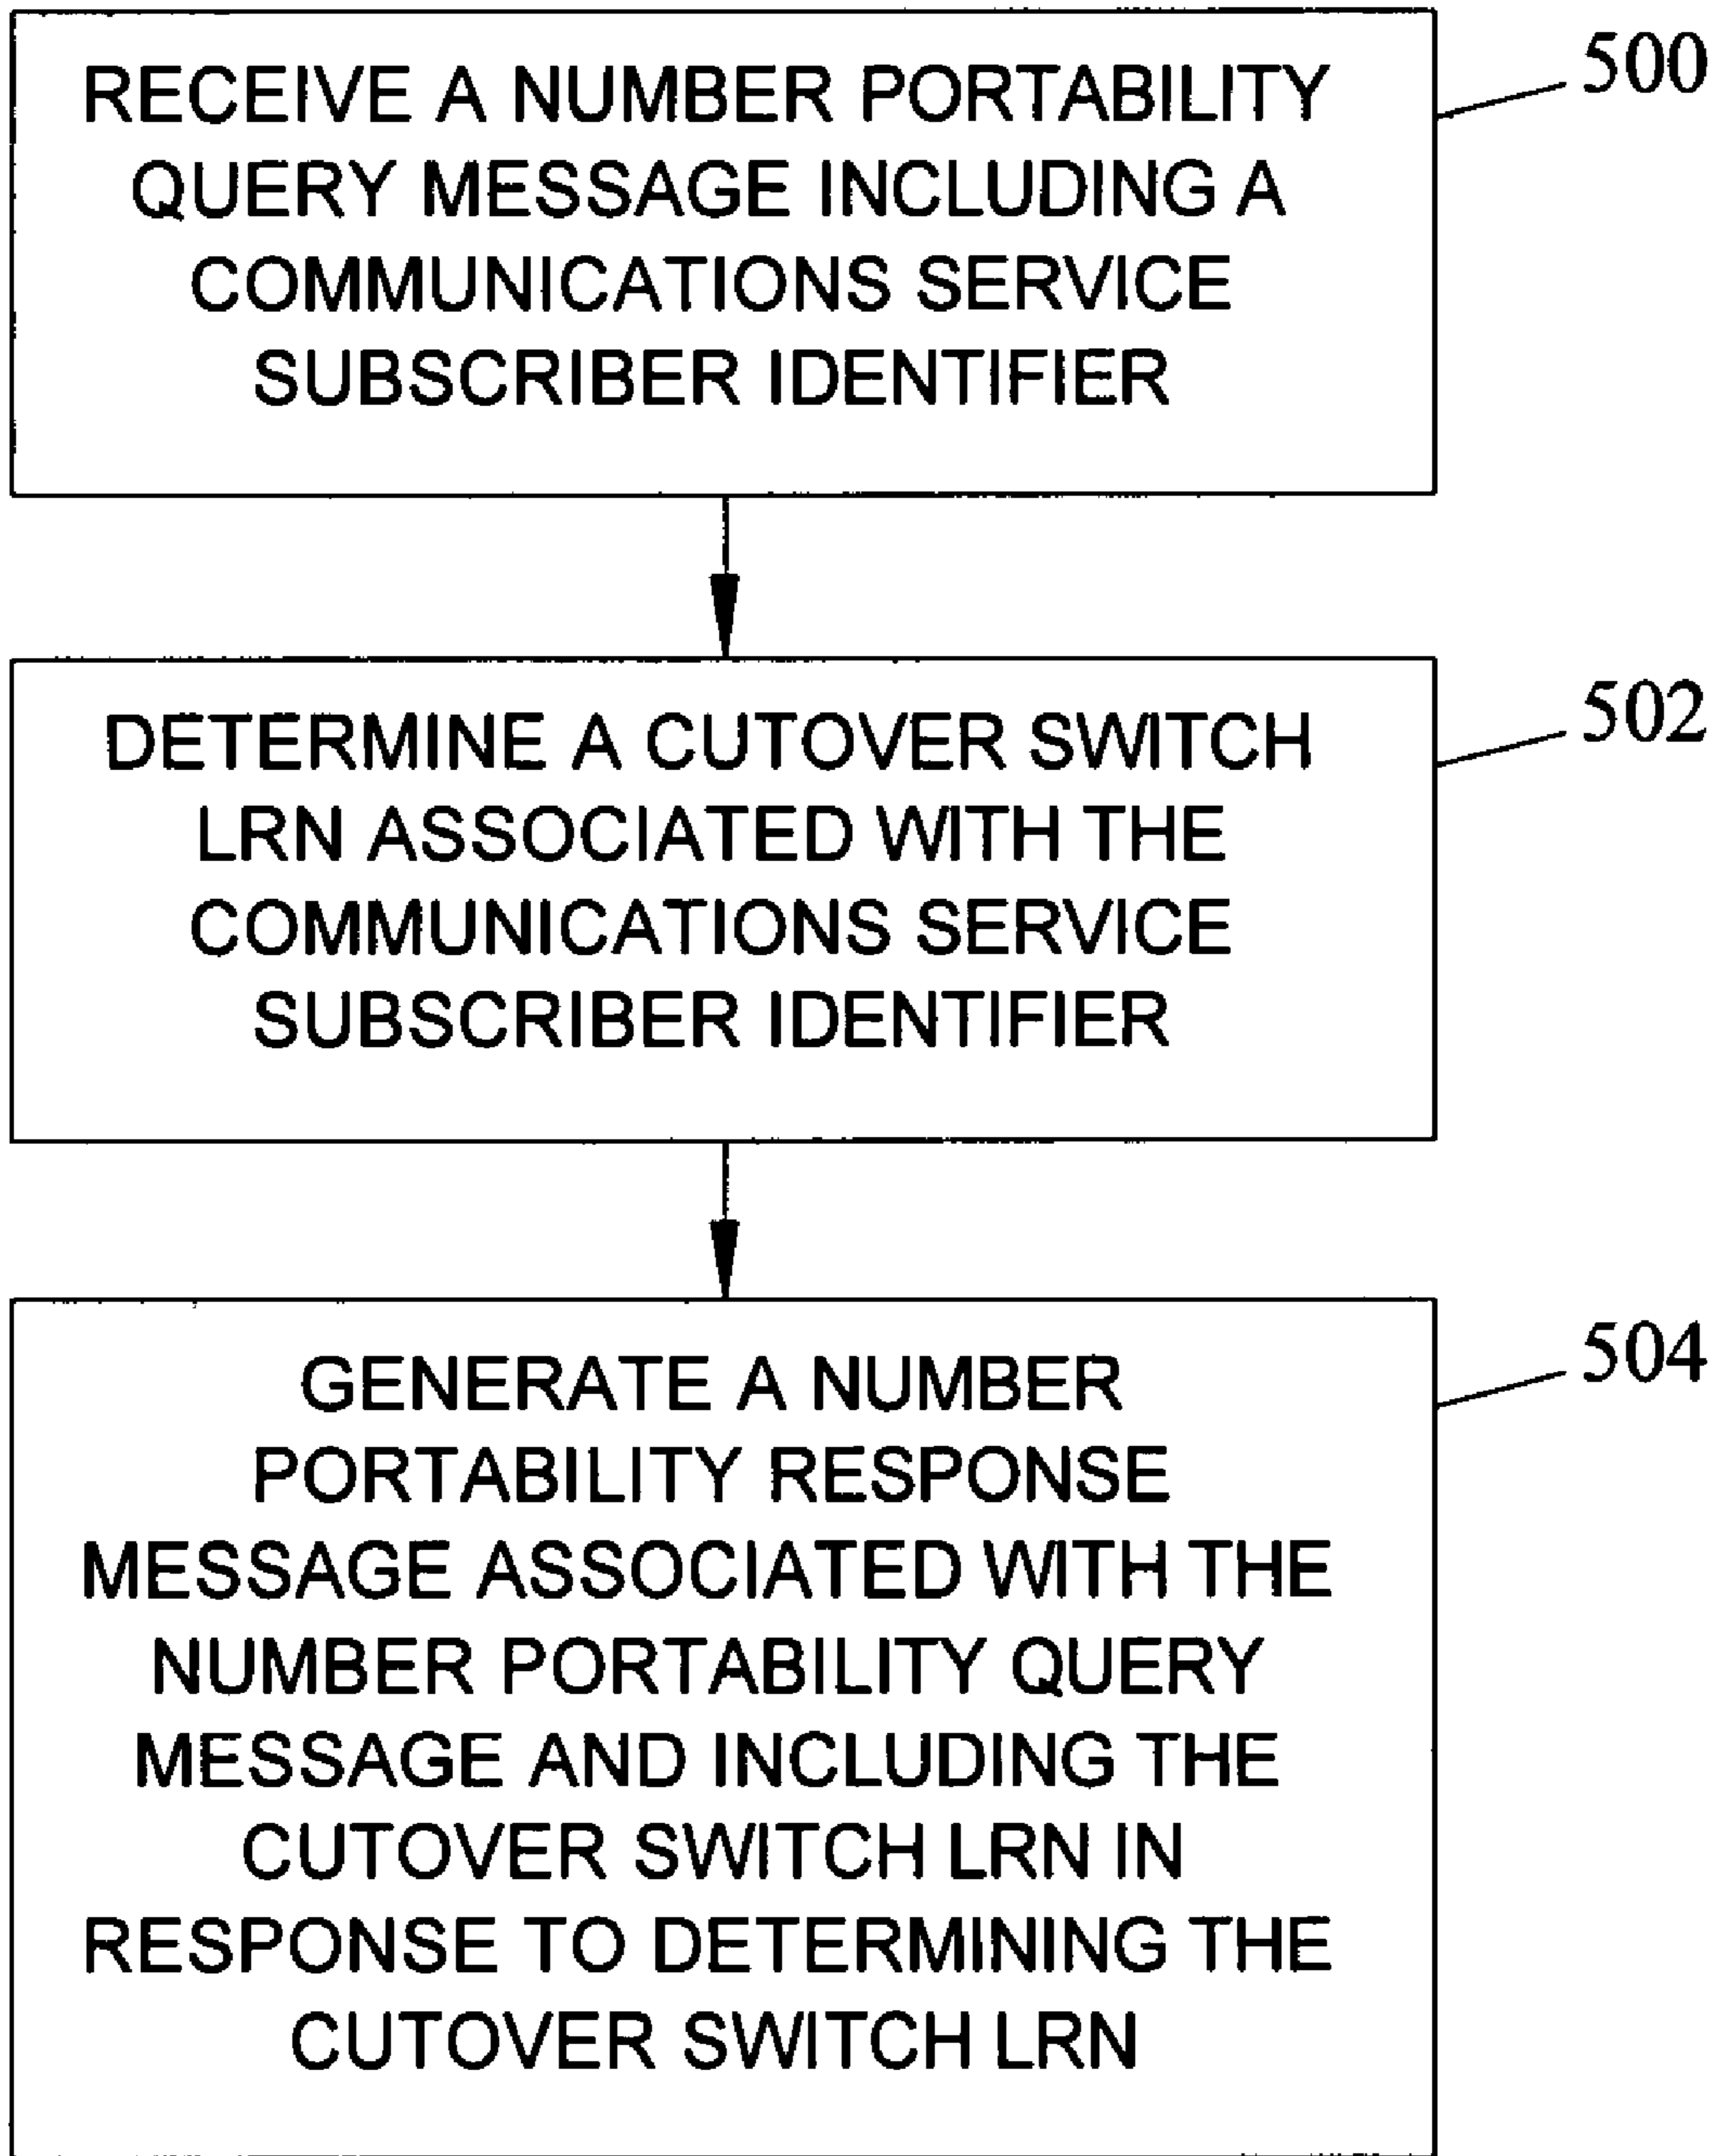 RECEIVE A NUMBER PORTABILITY
QUERY MESSAGE INCLUDING A
COMMUNICATIONS SERVICE
SUBSCRIBER IDENTIFIER
500
DETERMINE A CUTOVER SWITCH
LRN ASSOCIATED WITH THE
COMMUNICATIONS SERVICE
SUBSCRIBER IDENTIFIER
502
GENERATE A NUMBER
PORTABILITY RESPONSE
MESSAGE ASSOCIATED WITH THE
NUMBER PORTABILITY QUERY
MESSAGE AND INCLUDING THE
CUTOVER SWITCH LRN IN
RESPONSE TO DETERMINING THE
CUTOVER SWITCH LRN
504